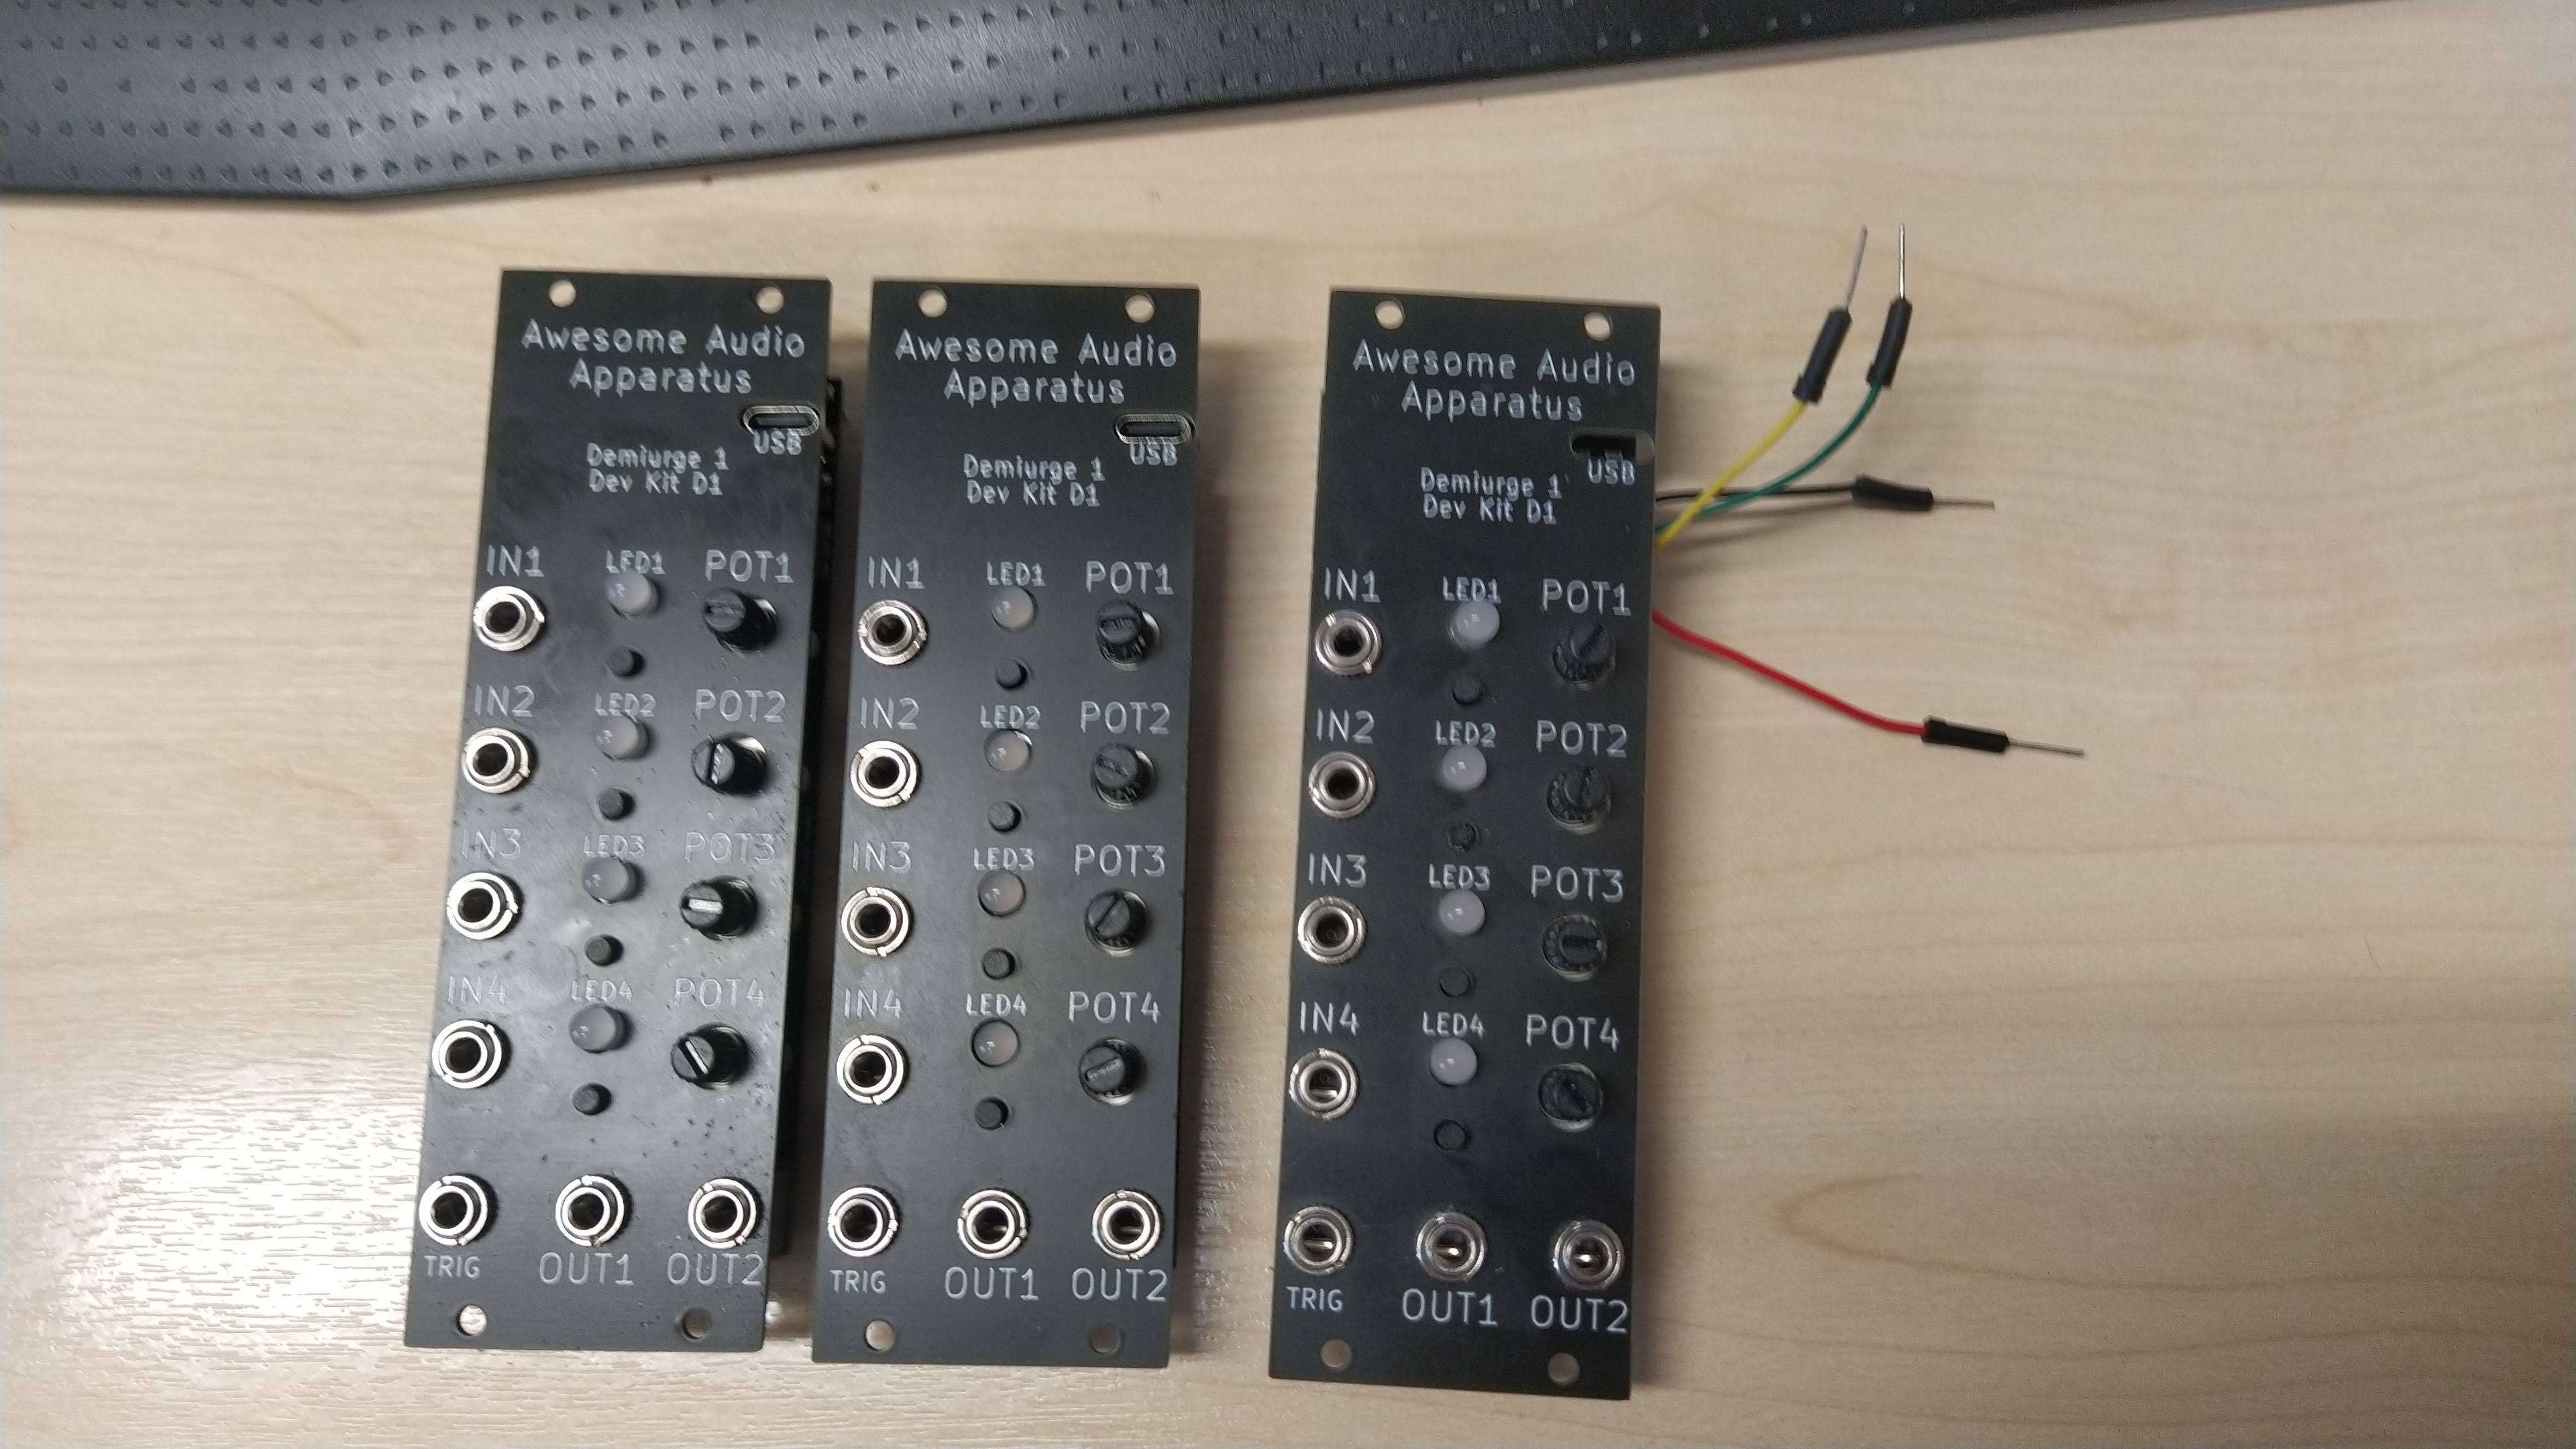 Awesome Audio
Apparatus
Demiurge 1
Dev Kit D1
USB
IN1 LED1 POT1
IN2 LED2 POT2
IN3 LED3 POT3
IN4 LED4 POT4
TRIG OUT1 OUT2
Awesome Audio
Apparatus
Demiurge 1
Dev Kit D1
USB
IN1 LED1 POT1
IN2 LED2 POT2
IN3 LED3 POT3
IN4 LED4 POT4
TRIG OUT1 OUT2
Awesome Audio
Apparatus
Demiurge 1
Dev Kit D1
USB
IN1 LED1 POT1
IN2 LED2 POT2
IN3 LED3 POT3
IN4 LED4 POT4
TRIG OUT1 OUT2